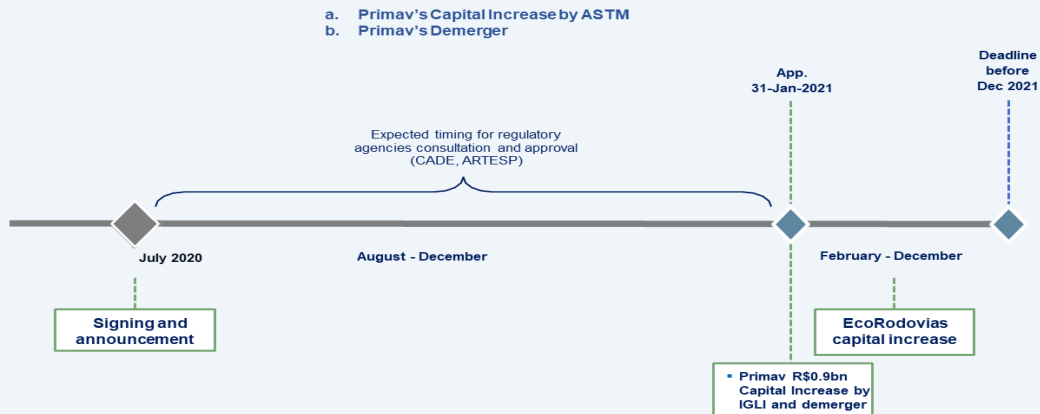 a. Primav's Capital Increase by ASTM
b. Primav's Demerger
Deadline
before
Dec 2021
App.
31-Jan-2021
Expected timing for regulatory
agencies consultation and approval
(CADE, ARTESP)
July 2020
August - December
February - December
Signing and
announcement
EcoRodovias
capital increase
▪ Primav R$0.9bn
Capital Increase by
IGLI and demerger